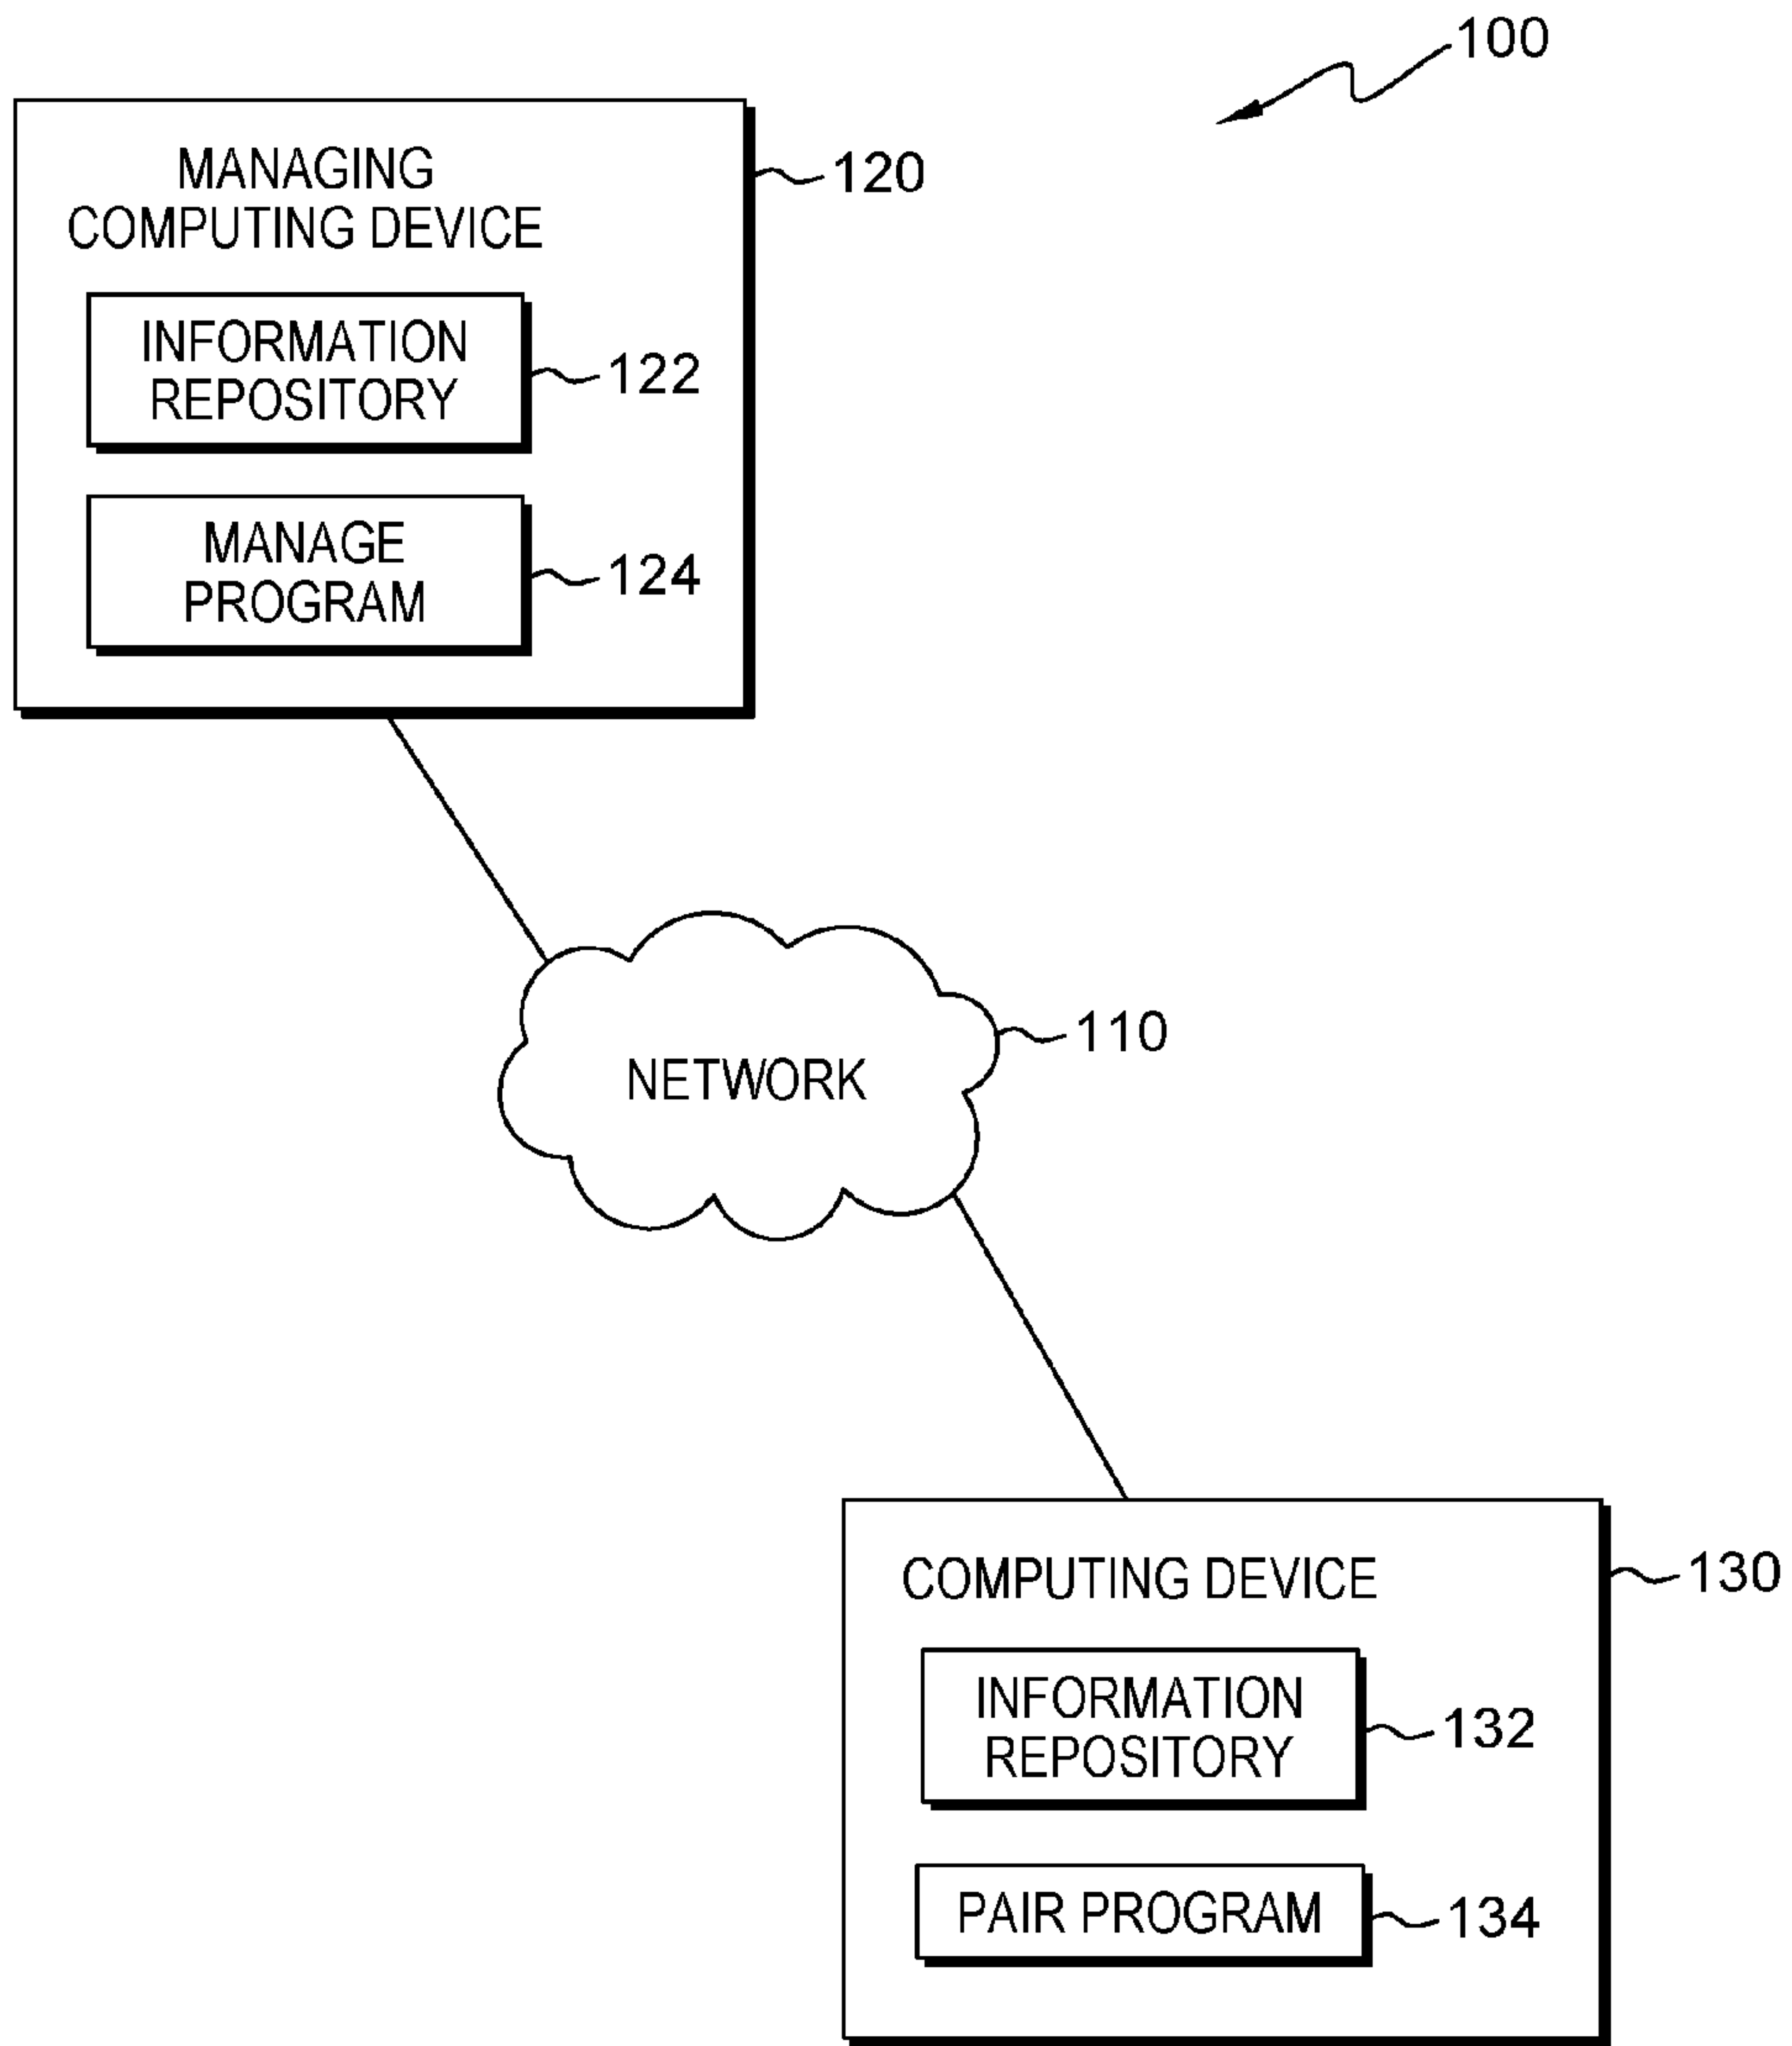 100
MANAGING
COMPUTING DEVICE
120
INFORMATION
REPOSITORY
122
MANAGE
PROGRAM
124
NETWORK
110
COMPUTING DEVICE
130
INFORMATION
REPOSITORY
132
PAIR PROGRAM
134